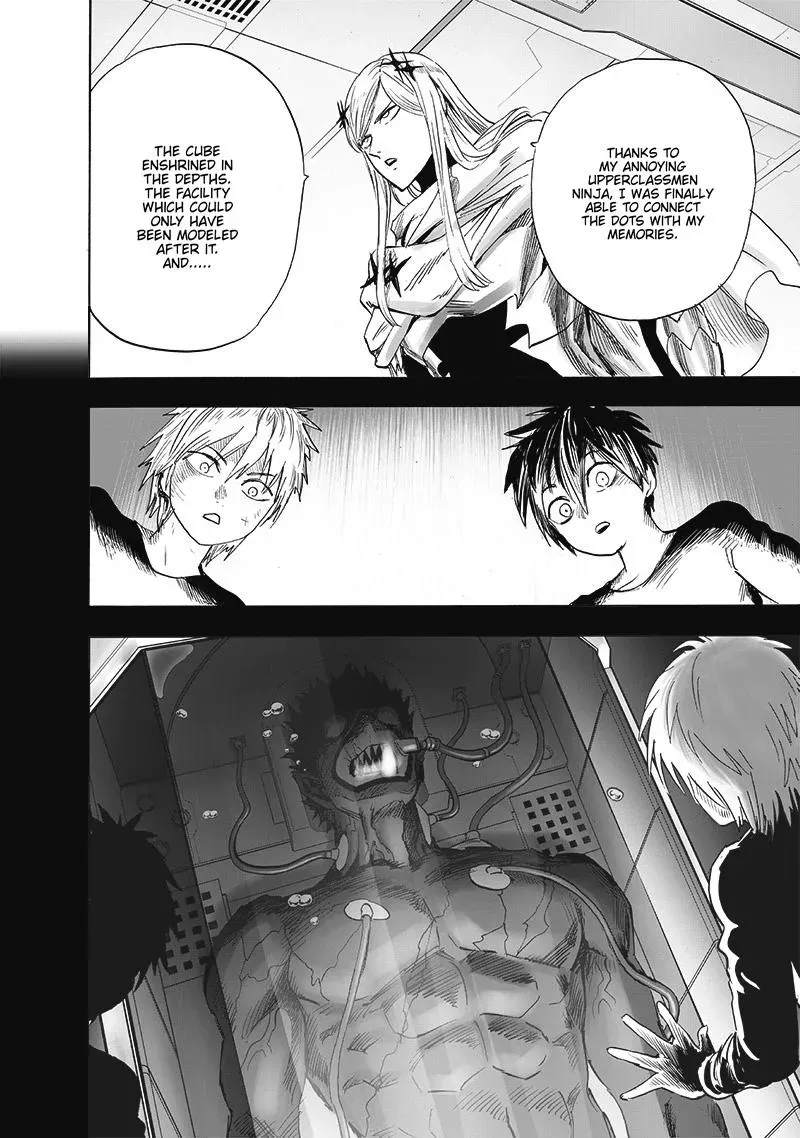 THANKS TO
MY ANNOYING
UPPERCLASSMEN
NINJA, I WAS FINALLY
ABLE TO CONNECT
THE DOTS WITH MY
MEMORIES.
THE CUBE
ENSHRINED IN
THE DEPTHS.
THE FACILITY
WHICH COULD
ONLY HAVE
BEEN MODELED
AFTER IT.
AND.....